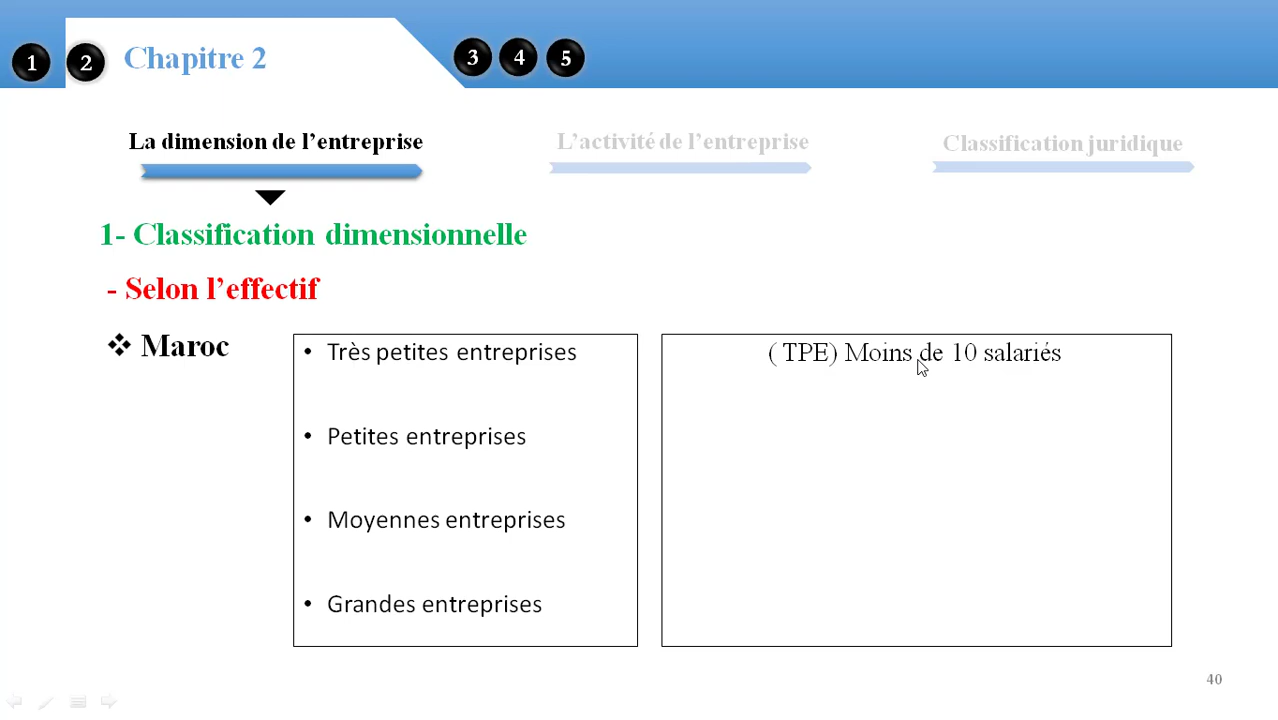 1 2 Chapitre 2 3 4 5
La dimension de l’entreprise L’activité de l’entreprise Classification juridique
1- Classification dimensionnelle
- Selon l’effectif
❖ Maroc
• Très petites entreprises ( TPE) Moins de 10 salariés
• Petites entreprises
• Moyennes entreprises
• Grandes entreprises
40